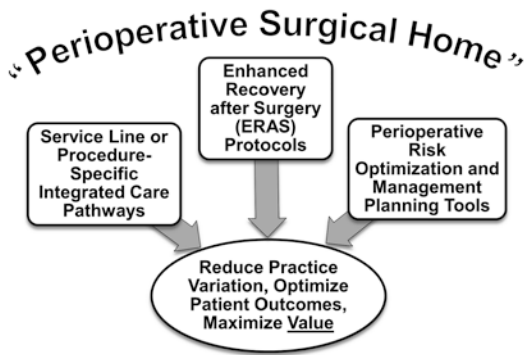 “Perioperative Surgical Home”
Enhanced
Recovery
after Surgery
(ERAS)
Protocols
Service Line or
Procedure-
Specific
Integrated Care
Pathways
Perioperative
Risk
Optimization and
Management
Planning Tools
Reduce Practice
Variation, Optimize
Patient Outcomes,
Maximize Value